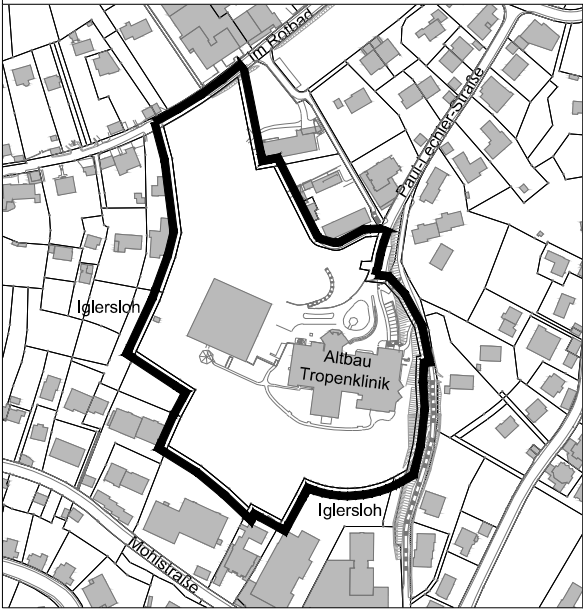 Im Rotbad
Paul-Lechler-Straße
Iglersloh
Altbau
Tropenklinik
Iglersloh
Mohlstraße